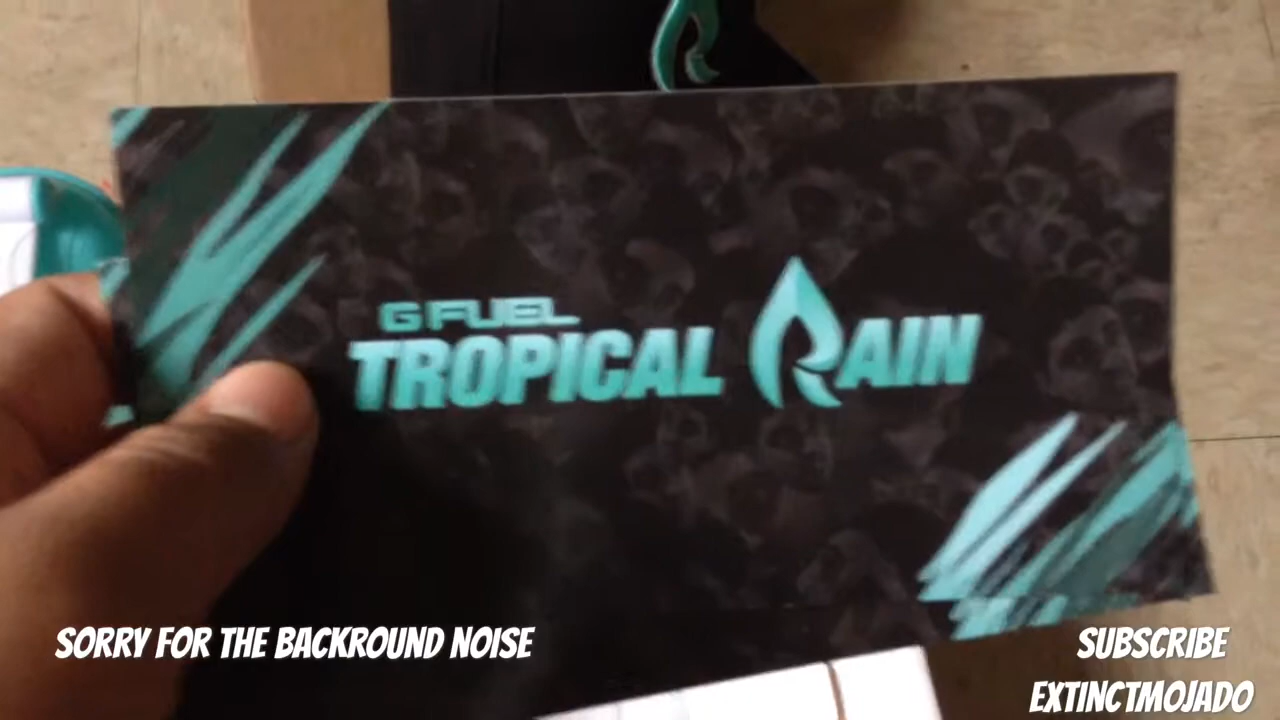 G FUEL
TROPICAL RAIN
SORRY FOR THE BACKROUND NOISE
SUBSCRIBE
EXTINCTMOJADO